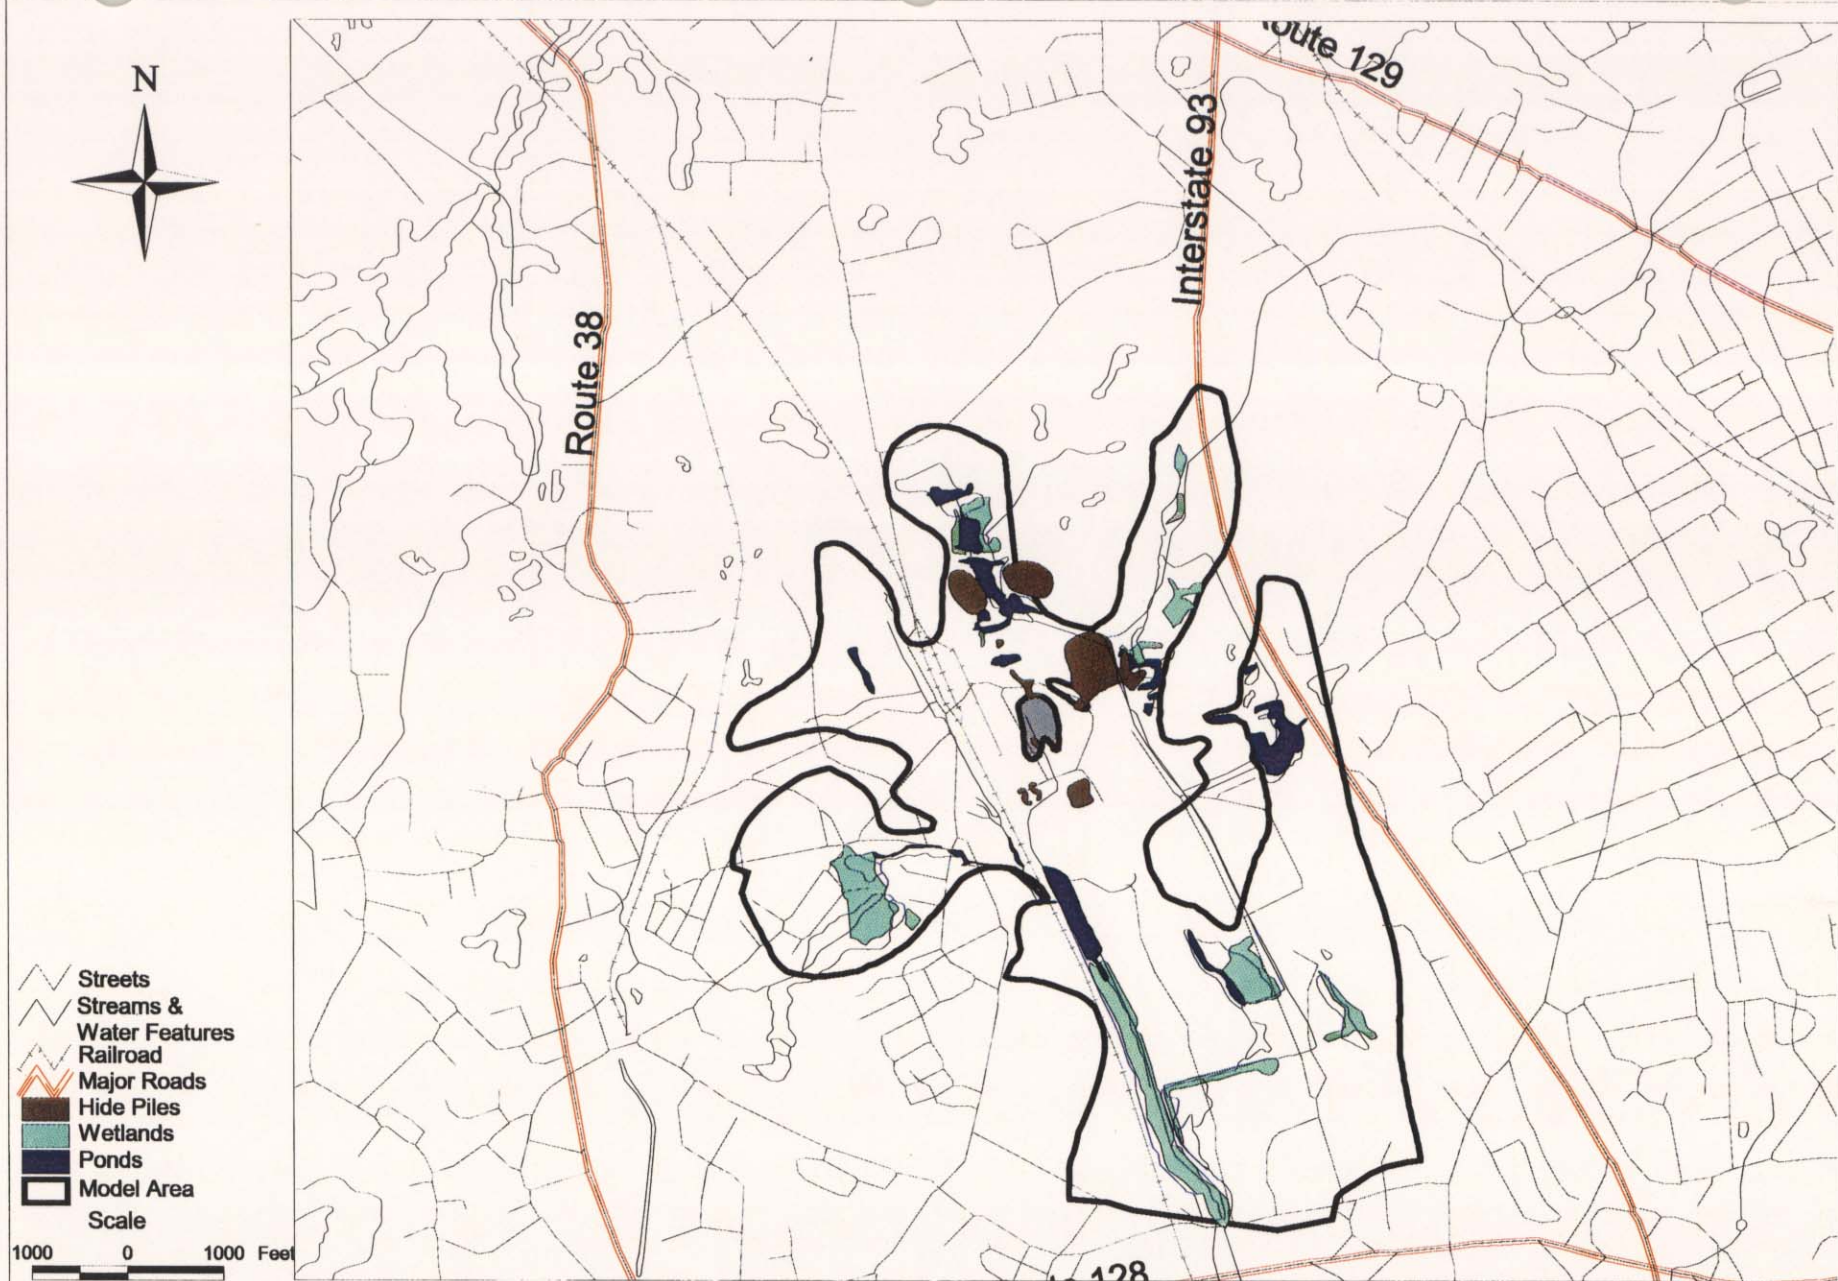 N
Route 129
Interstate 93
Route 38
Streets
Streams &
Water Features
Railroad
Major Roads
Hide Piles
Wetlands
Ponds
Model Area
Scale
1000 0 1000 Feet
128